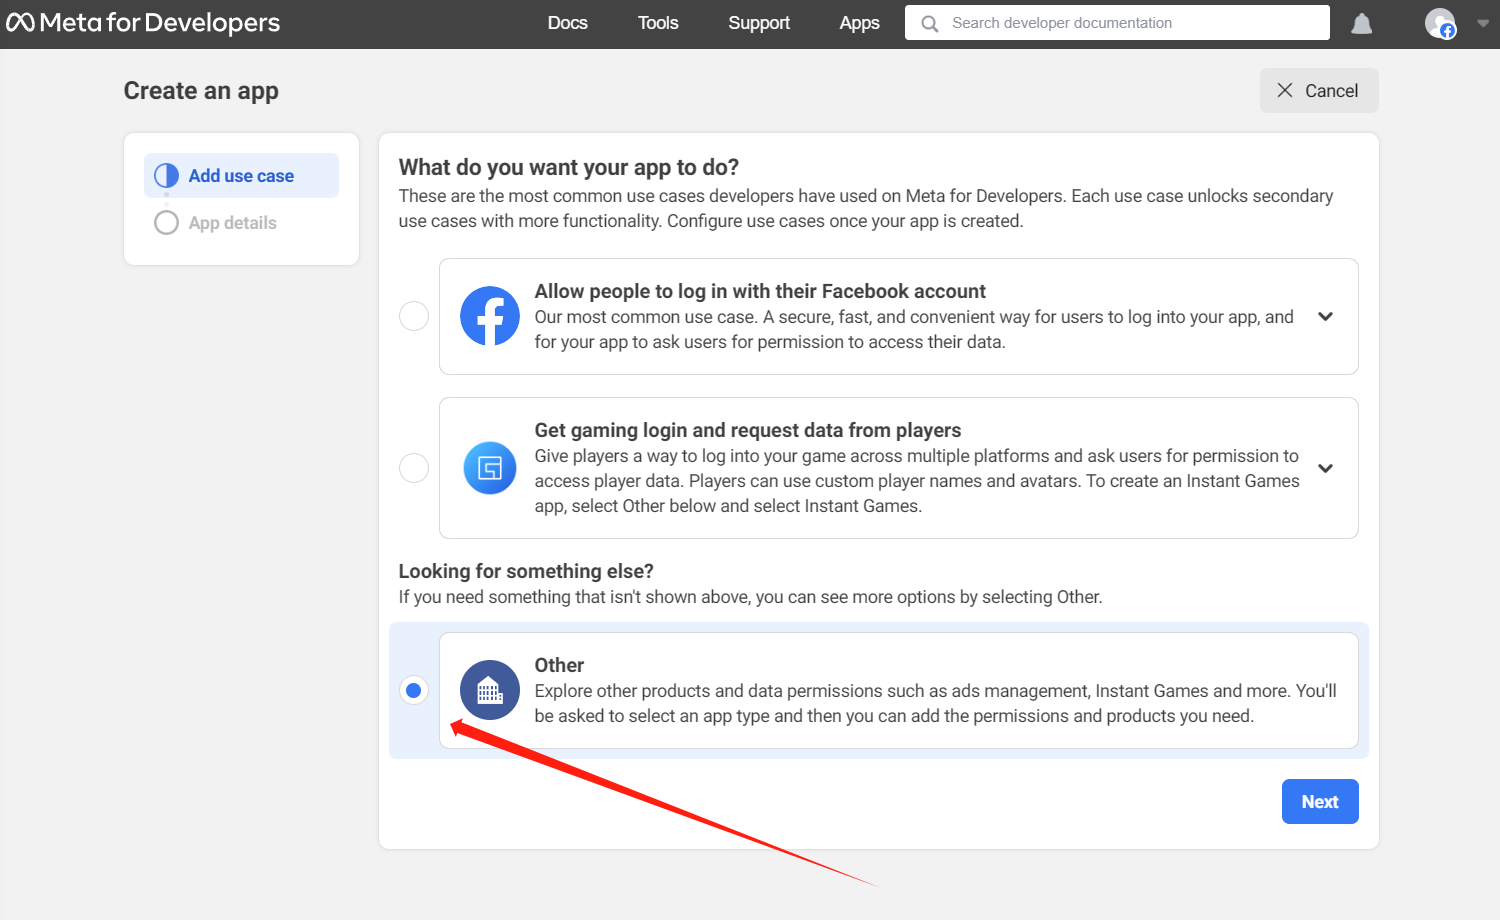 Meta for Developers
Docs
Tools
Support
Apps
Search developer documentation
Create an app
Cancel
Add use case
App details
What do you want your app to do?
These are the most common use cases developers have used on Meta for Developers. Each use case unlocks secondary
use cases with more functionality. Configure use cases once your app is created.
Allow people to log in with their Facebook account
Our most common use case. A secure, fast, and convenient way for users to log into your app, and
for your app to ask users for permission to access their data.
Get gaming login and request data from players
Give players a way to log into your game across multiple platforms and ask users for permission to
access player data. Players can use custom player names and avatars. To create an Instant Games
app, select Other below and select Instant Games.
Looking for something else?
If you need something that isn't shown above, you can see more options by selecting Other.
Other
Explore other products and data permissions such as ads management, Instant Games and more. You'll
be asked to select an app type and then you can add the permissions and products you need.
Next